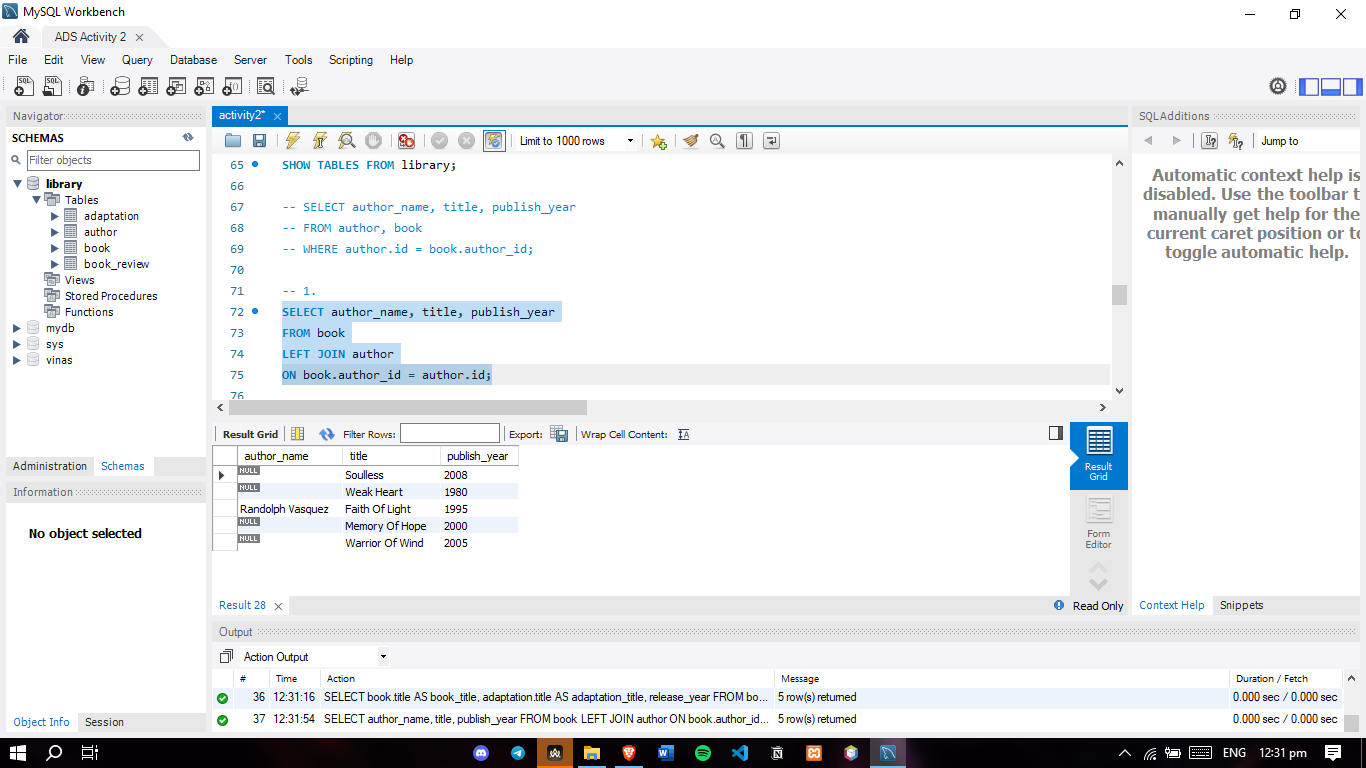 MySQL Workbench
ADS Activity 2
File Edit View Query Database Server Tools Scripting Help
Navigator
SCHEMAS
Filter objects
library
Tables
adaptation
author
book
book_review
Views
Stored Procedures
Functions
mydb
sys
vinas
Administration Schemas
Information
No object selected
Object Info Session
activity2*
Limit to 1000 rows
65 SHOW TABLES FROM library;
66
67 -- SELECT author_name, title, publish_year
68 -- FROM author, book
69 -- WHERE author.id = book.author_id;
70
71 -- 1.
72 SELECT author_name, title, publish_year
73 FROM book
74 LEFT JOIN author
75 ON book.author_id = author.id;
76
Result Grid Filter Rows: Export: Wrap Cell Content: IA
author_name title publish_year
NULL Soulless 2008
NULL Weak Heart 1980
Randolph Vasquez Faith Of Light 1995
NULL Memory Of Hope 2000
NULL Warrior Of Wind 2005
Result
Grid
Form
Editor
Result 28
Read Only
SQLAdditions
Jump to
Automatic context help is
disabled. Use the toolbar t
manually get help for the
current caret position or to
toggle automatic help.
Context Help Snippets
Output
Action Output
# Time Action Message Duration / Fetch
36 12:31:16 SELECT book.title AS book_title, adaptation.title AS adaptation_title, release_year FROM bo... 5 row(s) returned 0.000 sec / 0.000 sec
37 12:31:54 SELECT author_name, title, publish_year FROM book LEFT JOIN author ON book.author_id... 5 row(s) returned 0.000 sec / 0.000 sec
ENG 12:31 pm